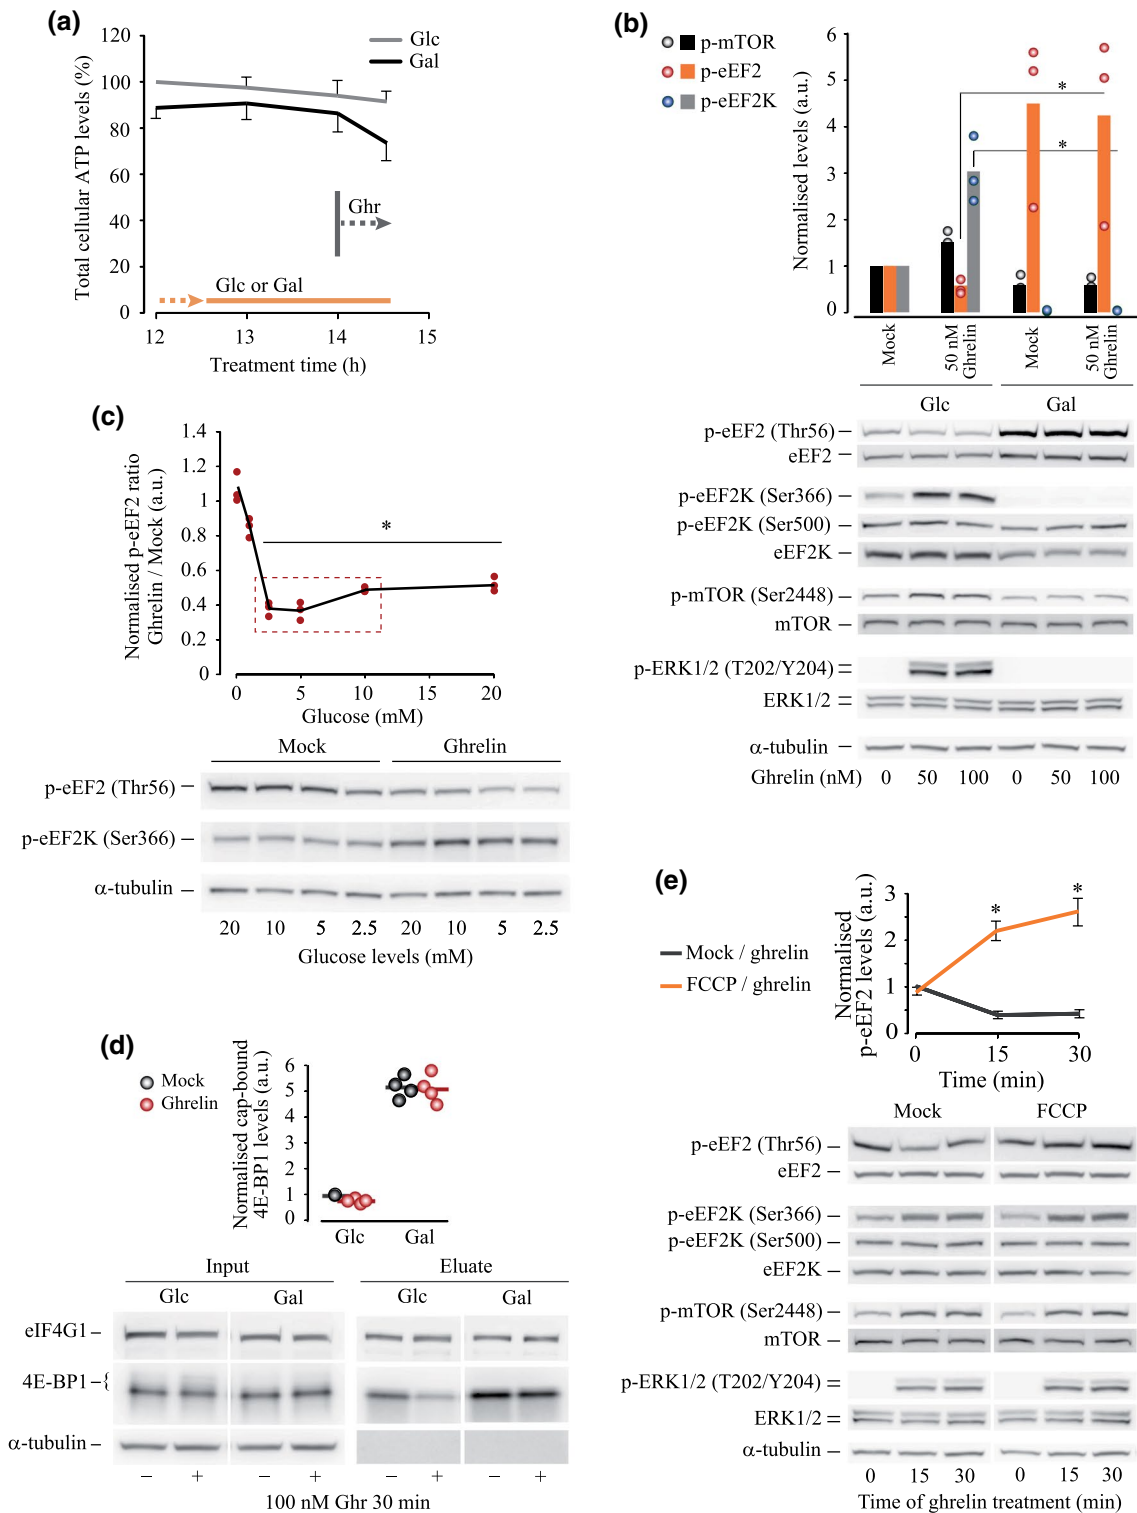 (a)
Total cellular ATP levels (%)
120
100
80
60
40
20
0
Glc
Gal
Ghr
Glc or Gal
12
13
14
15
Treatment time (h)
(b)
p-mTOR
p-eEF2
p-eEF2K
Normalised levels (a.u.)
6
5
4
3
2
1
0
*
*
Mock
50 nM
Ghrelin
Mock
50 nM
Ghrelin
Glc
Gal
p-eEF2 (Thr56)
eEF2
p-eEF2K (Ser366)
p-eEF2K (Ser500)
eEF2K
p-mTOR (Ser2448)
mTOR
p-ERK1/2 (T202/Y204)
ERK1/2
α-tubulin
Ghrelin (nM) 0 50 100 0 50 100
(c)
Normalised p-eEF2 ratio
Ghrelin / Mock (a.u.)
1.4
1.2
1
0.8
0.6
0.4
0.2
0
*
0 5 10 15 20
Glucose (mM)
Mock
Ghrelin
p-eEF2 (Thr56)
p-eEF2K (Ser366)
α-tubulin
20 10 5 2.5 20 10 5 2.5
Glucose levels (mM)
(d)
Mock
Ghrelin
Normalised cap-bound
4E-BP1 levels (a.u.)
6
5
4
3
2
1
0
Glc
Gal
Input
Eluate
Glc
Gal
Glc
Gal
eIF4G1
4E-BP1
α-tubulin
– + – + – + – +
100 nM Ghr 30 min
(e)
Mock / ghrelin
FCCP / ghrelin
Normalised
p-eEF2 levels (a.u.)
3
2
1
0
*
*
0
15
30
Time (min)
Mock
FCCP
p-eEF2 (Thr56)
eEF2
p-eEF2K (Ser366)
p-eEF2K (Ser500)
eEF2K
p-mTOR (Ser2448)
mTOR
p-ERK1/2 (T202/Y204)
ERK1/2
α-tubulin
0 15 30 0 15 30
Time of ghrelin treatment (min)